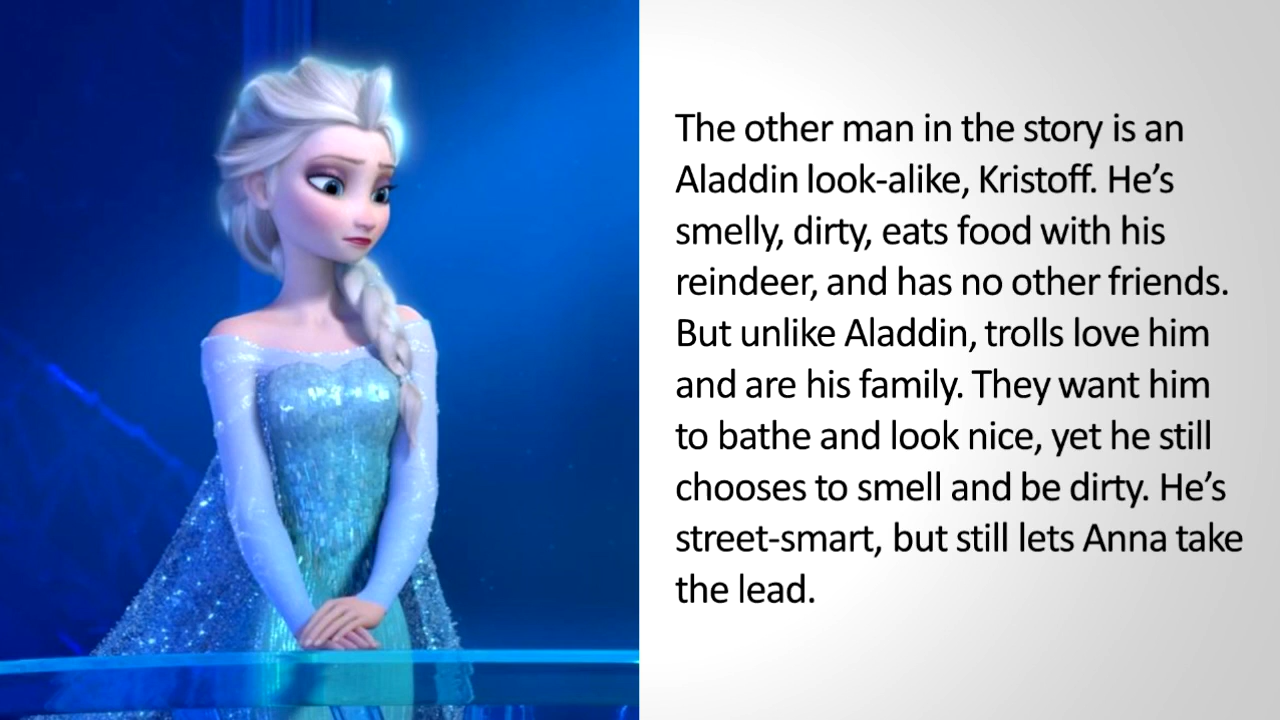 The other man in the story is an
Aladdin look-alike, Kristoff. He’s
smelly, dirty, eats food with his
reindeer, and has no other friends.
But unlike Aladdin, trolls love him
and are his family. They want him
to bathe and look nice, yet he still
chooses to smell and be dirty. He’s
street-smart, but still lets Anna take
the lead.